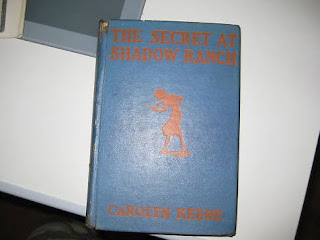 THE SECRET AT
SHADOW RANCH
CAROLYN KEENE